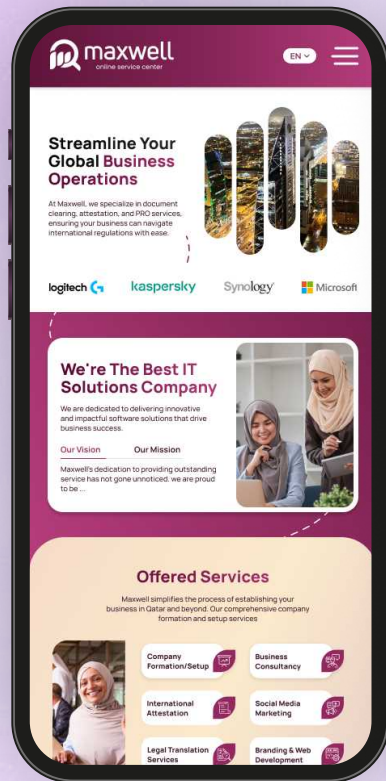 maxwell
online service center
EN
Streamline Your
Global Business
Operations
At Maxwell, we specialize in document
clearing, attestation, and PRO services,
ensuring your business can navigate
international regulations with ease.
logitech G
kaspersky
Synology
Microsoft
We're The Best IT
Solutions Company
We are dedicated to delivering innovative
and impactful software solutions that drive
business success.
Our Vision Our Mission
Maxwell's dedication to providing outstanding
service has not gone unnoticed. we are proud
to be ...
Offered Services
Maxwell simplifies the process of establishing your
business in Qatar and beyond. Our comprehensive company
formation and setup services
Company
Formation/Setup
Business
Consultancy
International
Attestation
Social Media
Marketing
Legal Translation
Services
Branding & Web
Development